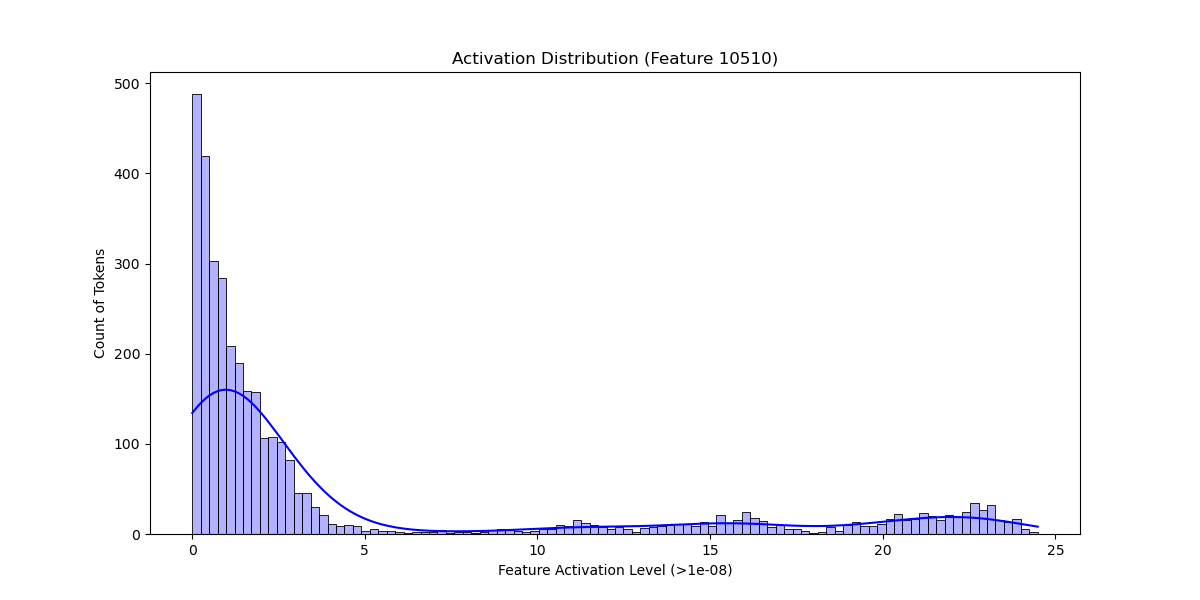 Activation Distribution (Feature 10510)
500
400
300
200
100
0
Count of Tokens
0 5 10 15 20 25
Feature Activation Level (>1e-08)